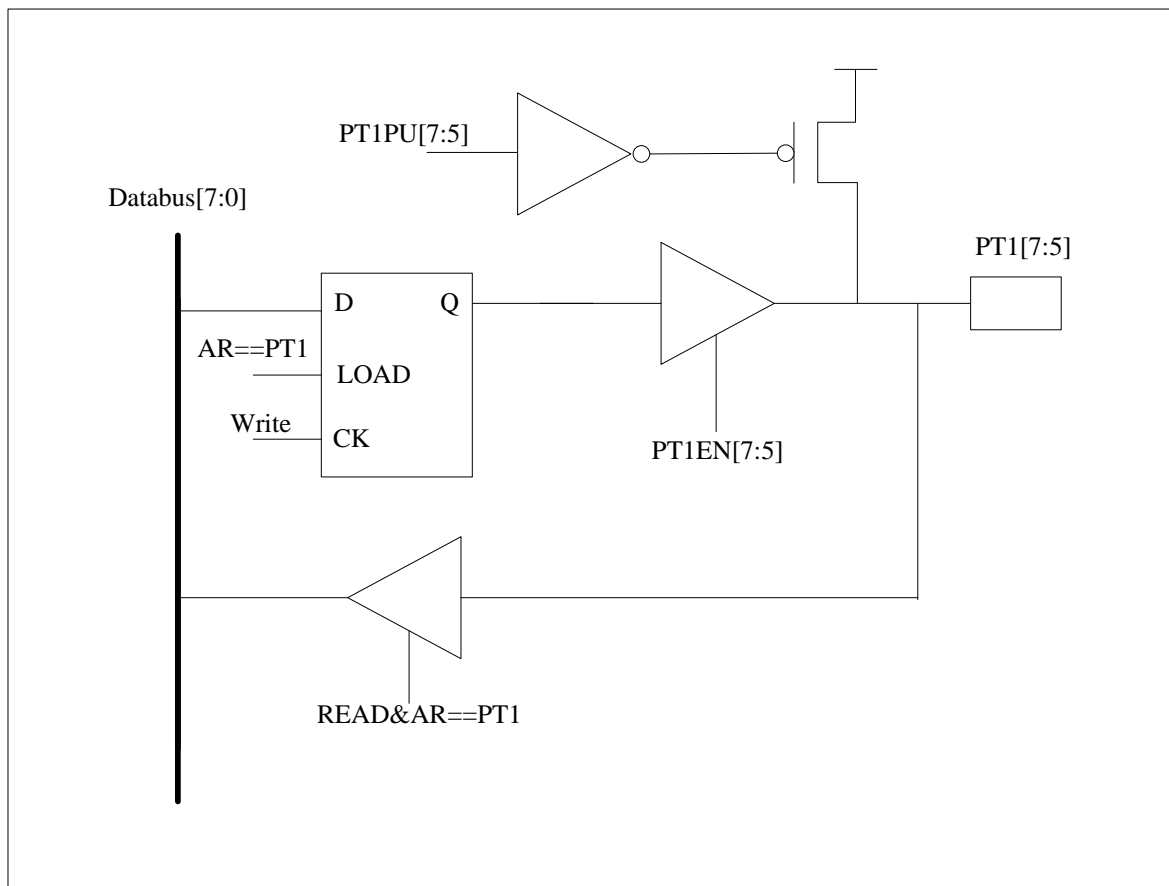 PT1PU[7:5]
Databus[7:0]
PT1[7:5]
D
Q
AR==PT1
LOAD
Write
CK
PT1EN[7:5]
READ&AR==PT1